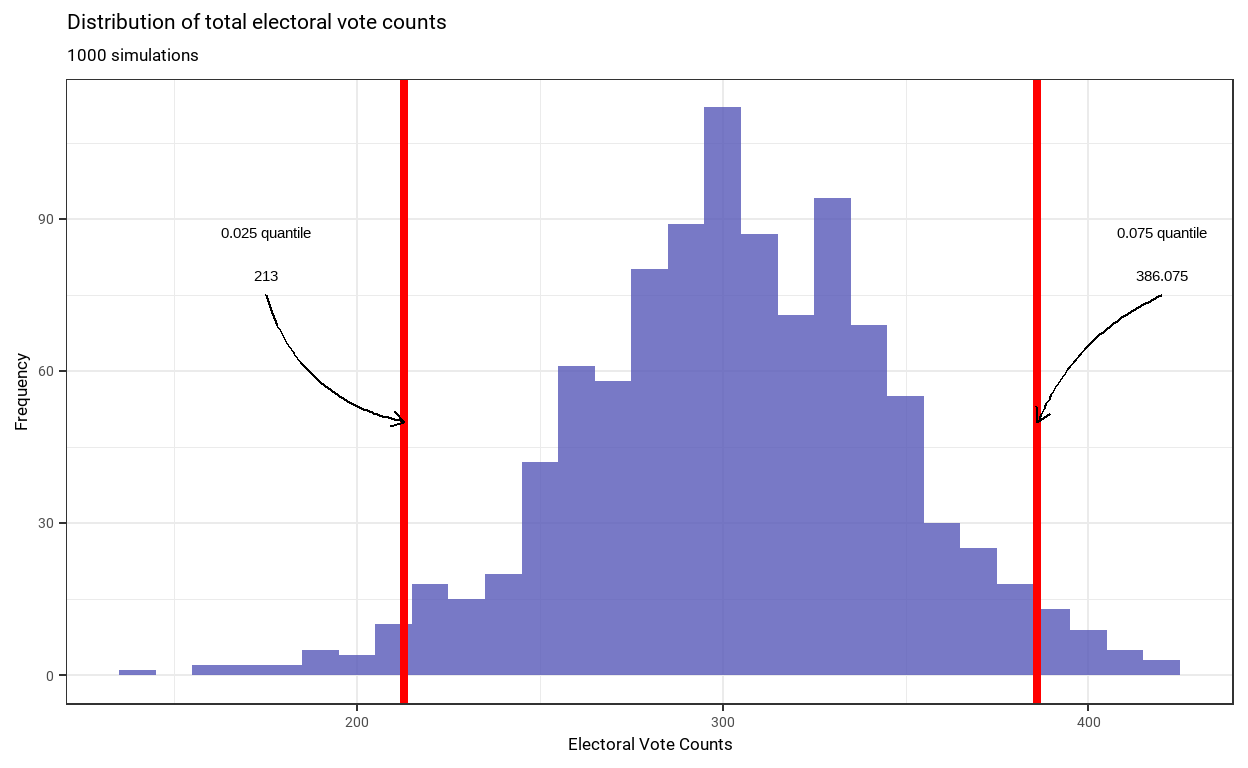 Distribution of total electoral vote counts
1000 simulations
90
60
30
0
Frequency
0.025 quantile
213
0.075 quantile
386.075
200
300
400
Electoral Vote Counts